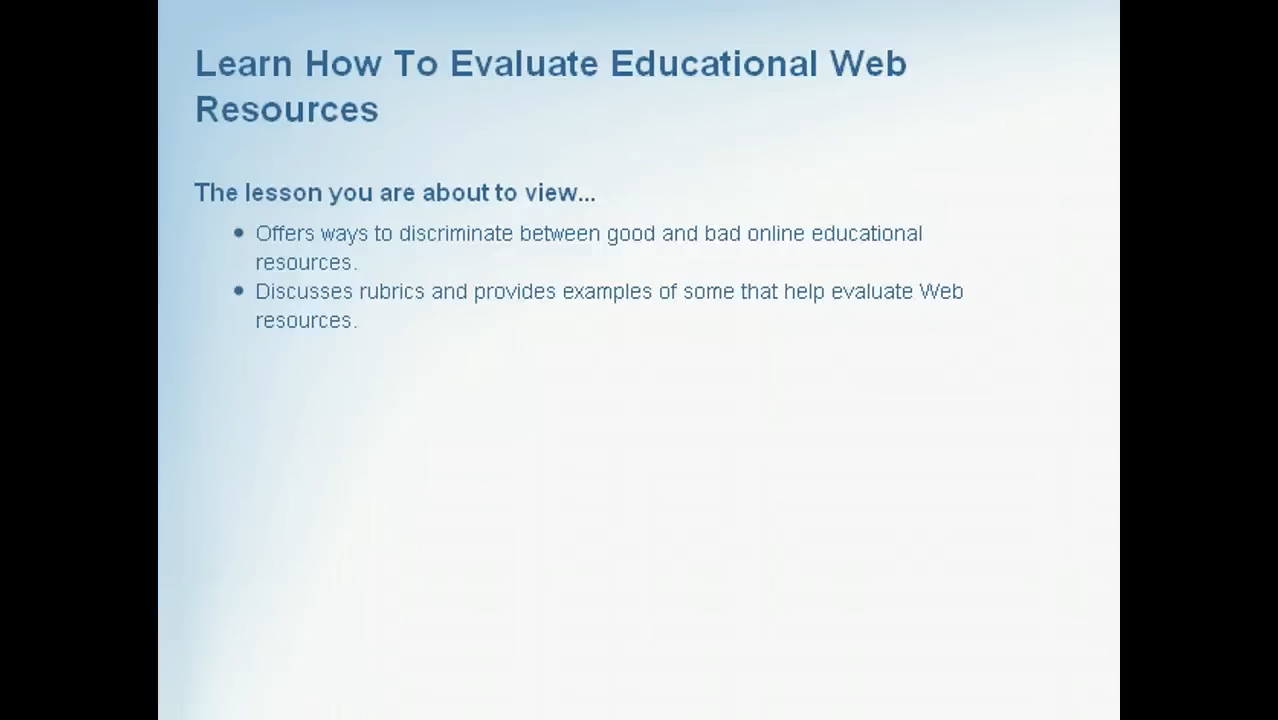 Learn How To Evaluate Educational Web
Resources
The lesson you are about to view...
• Offers ways to discriminate between good and bad online educational
resources.
• Discusses rubrics and provides examples of some that help evaluate Web
resources.